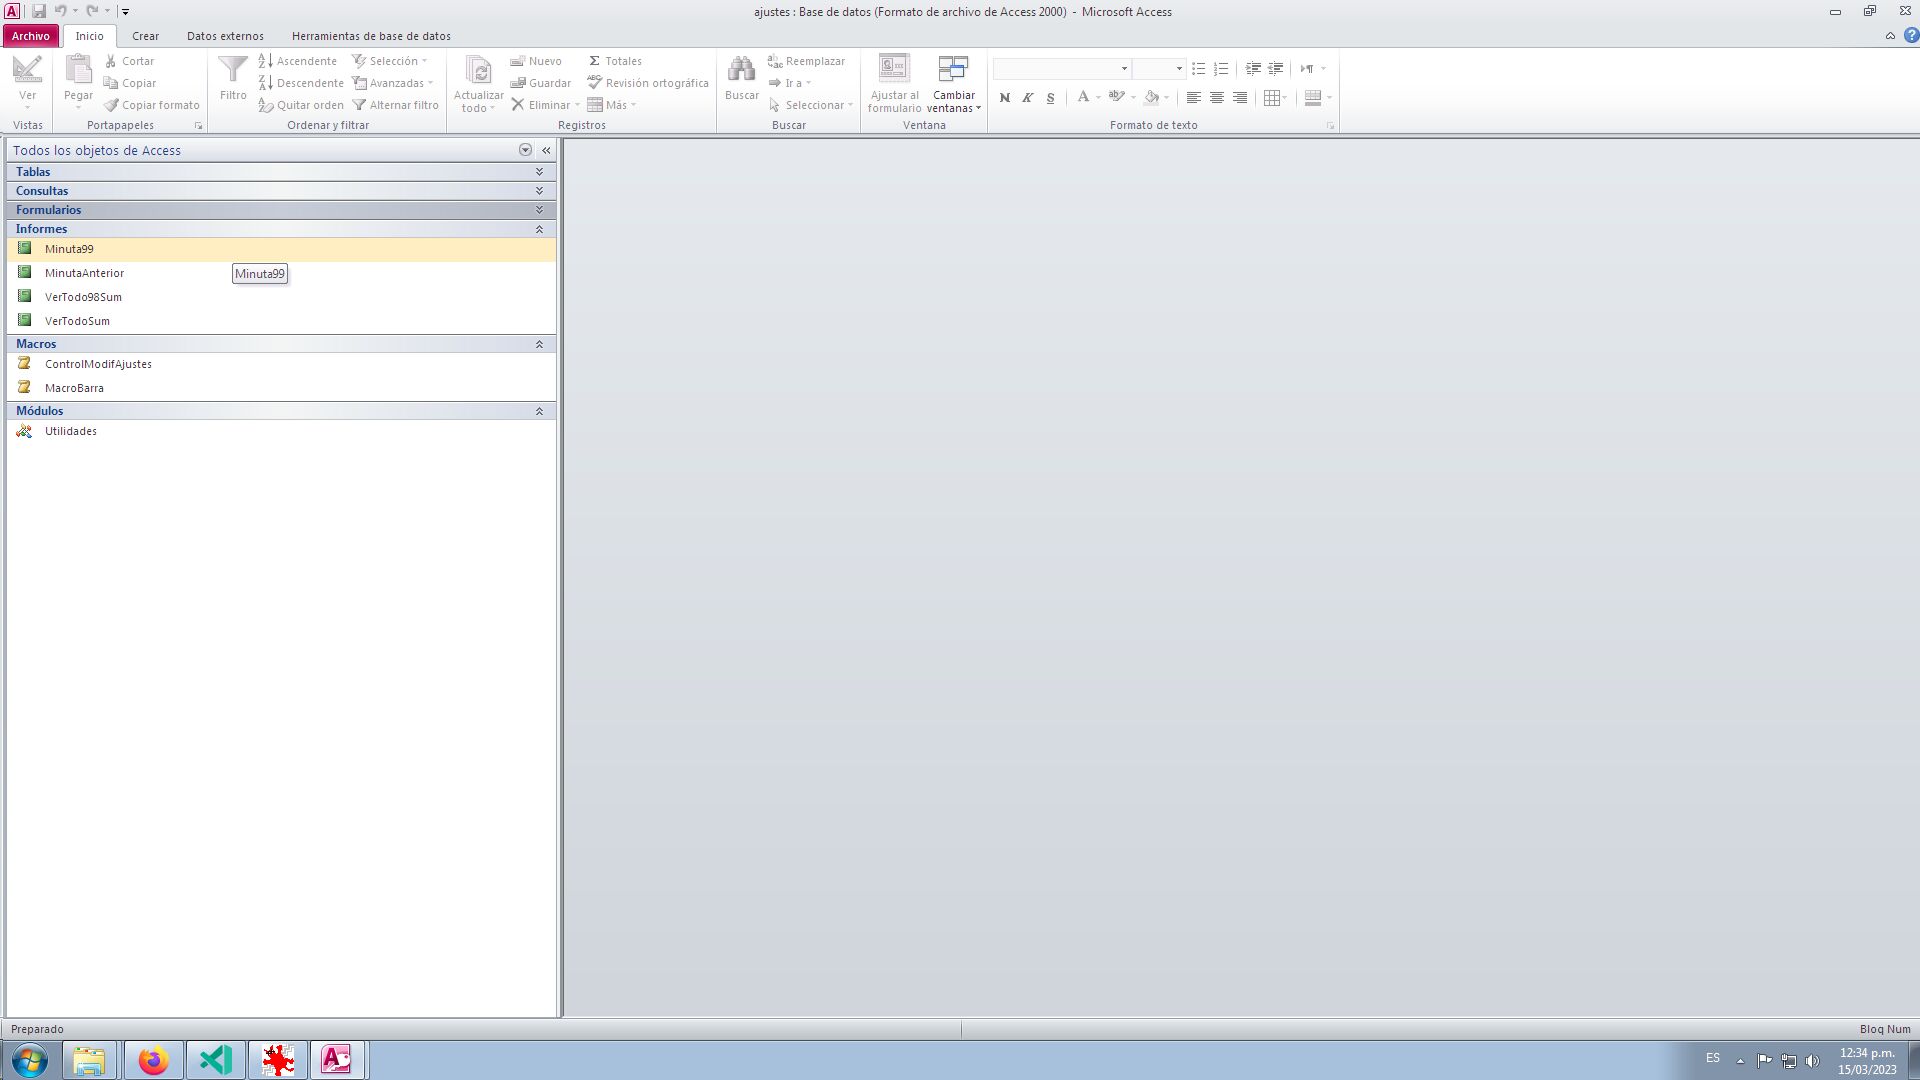 ajustes : Base de datos (Formato de archivo de Access 2000) - Microsoft Access
Archivo Inicio Crear Datos externos Herramientas de base de datos
Ver
Vistas
Pegar
Cortar
Copiar
Copiar formato
Portapapeles
Filtro
Ascendente
Descendente
Quitar orden
Selección
Avanzadas
Alternar filtro
Ordenar y filtrar
Actualizar
todo
Nuevo
Guardar
Eliminar
Totales
Revisión ortográfica
Más
Registros
Buscar
Reemplazar
Ir a
Seleccionar
Buscar
Ajustar al
formulario
Cambiar
ventanas
Ventana
N K S
Formato de texto
Todos los objetos de Access
Tablas
Consultas
Formularios
Informes
Minuta99
MinutaAnterior
Minuta99
VerTodo98Sum
VerTodoSum
Macros
ControlModifAjustes
MacroBarra
Módulos
Utilidades
Preparado
Bloq Num
ES
12:34 p.m.
15/03/2023